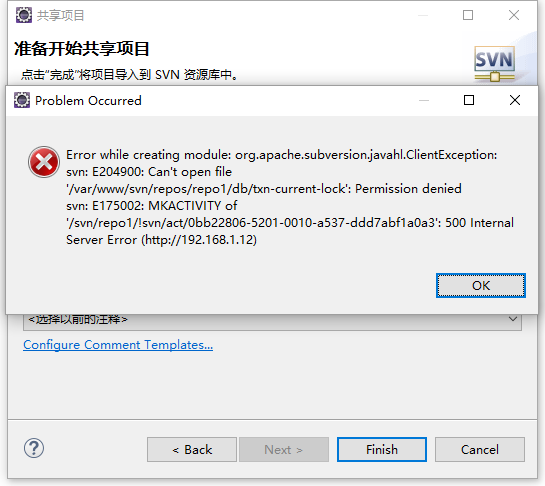 共享项目
准备开始共享项目
点击“完成”将项目导入到 SVN 资源库中。
SVN
Problem Occurred
Error while creating module: org.apache.subversion.javahl.ClientException:
svn: E204900: Can't open file
'/var/www/svn/repos/repo1/db/txn-current-lock': Permission denied
svn: E175002: MKACTIVITY of
'/svn/repo1/!svn/act/0bb22806-5201-0010-a537-ddd7abf1a0a3': 500 Internal
Server Error (http://192.168.1.12)
OK
<选择以前的注释>
Configure Comment Templates...
? < Back Next > Finish Cancel